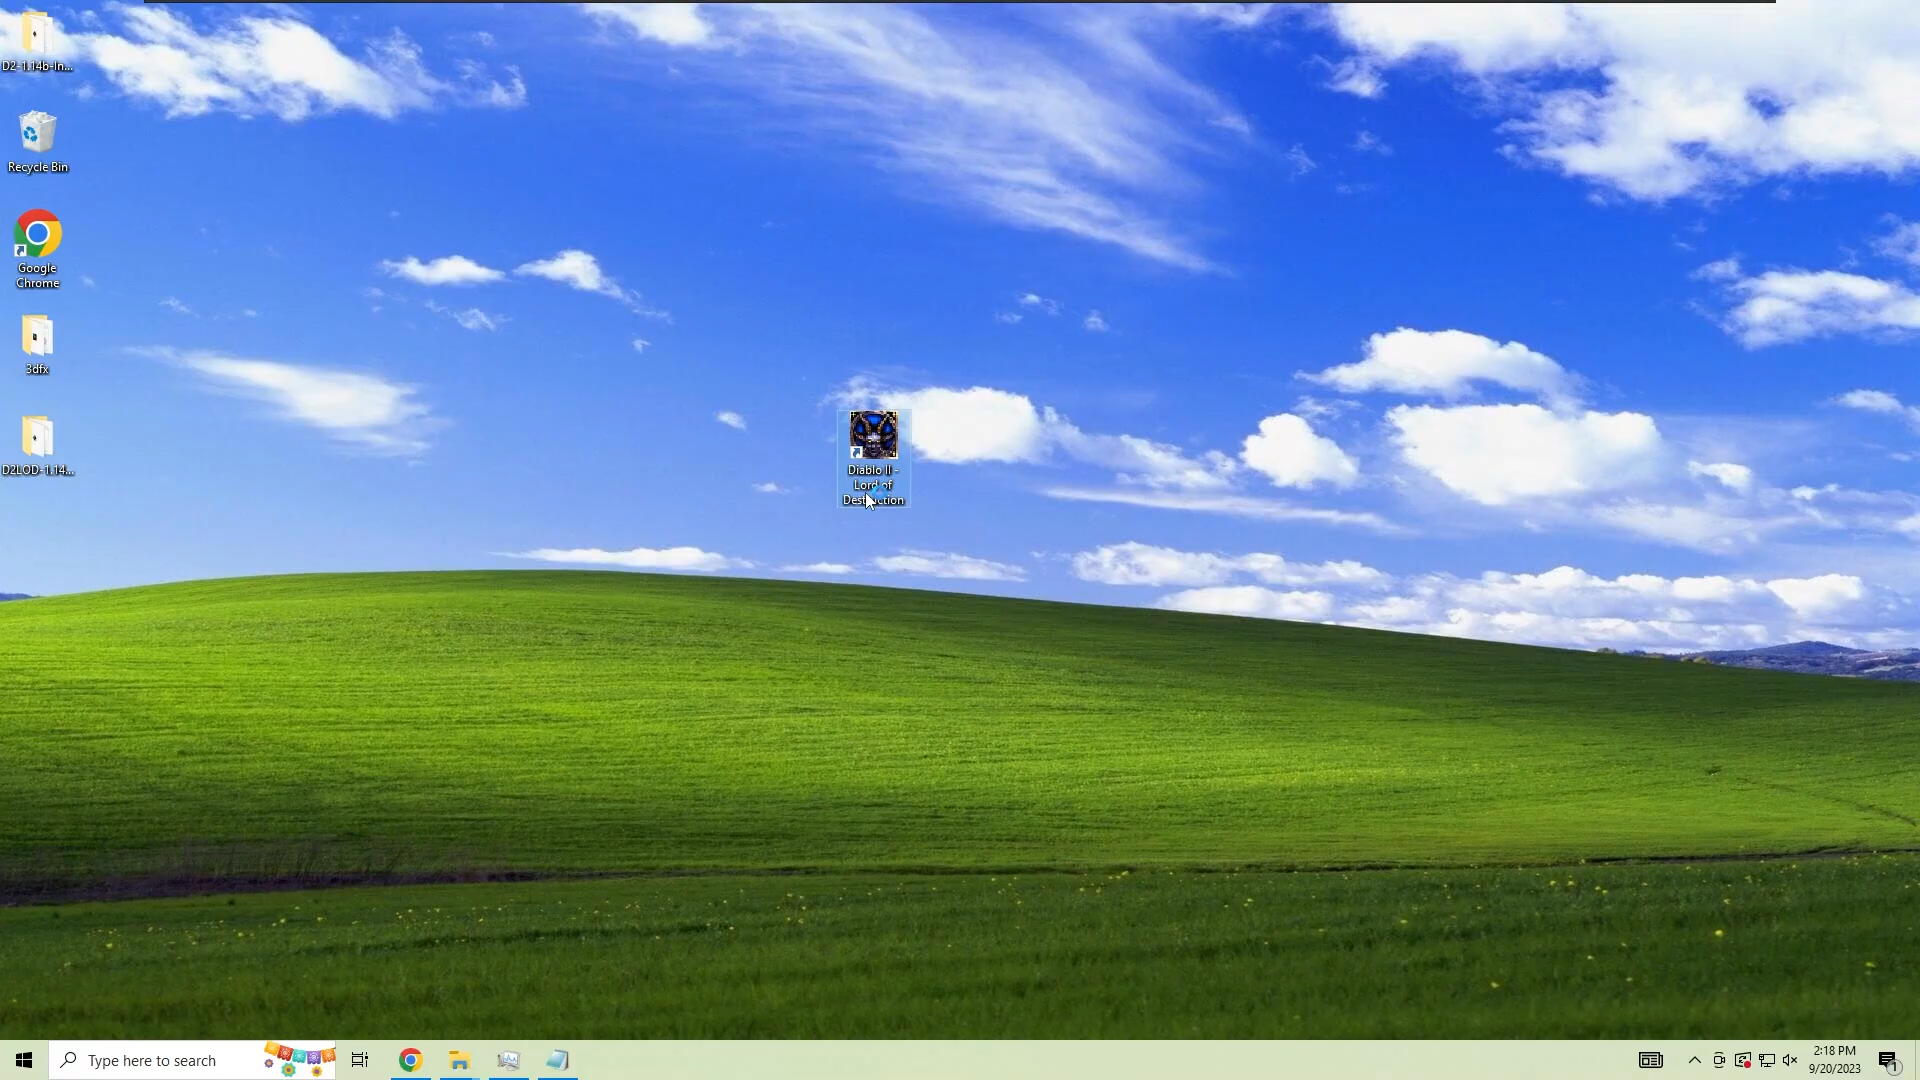 D2-1.14b-In...
Recycle Bin
Google
Chrome
3dfx
D2LOD-1.14...
Diablo II -
Lord of
Destruction
Type here to search
2:18 PM
9/20/2023
1